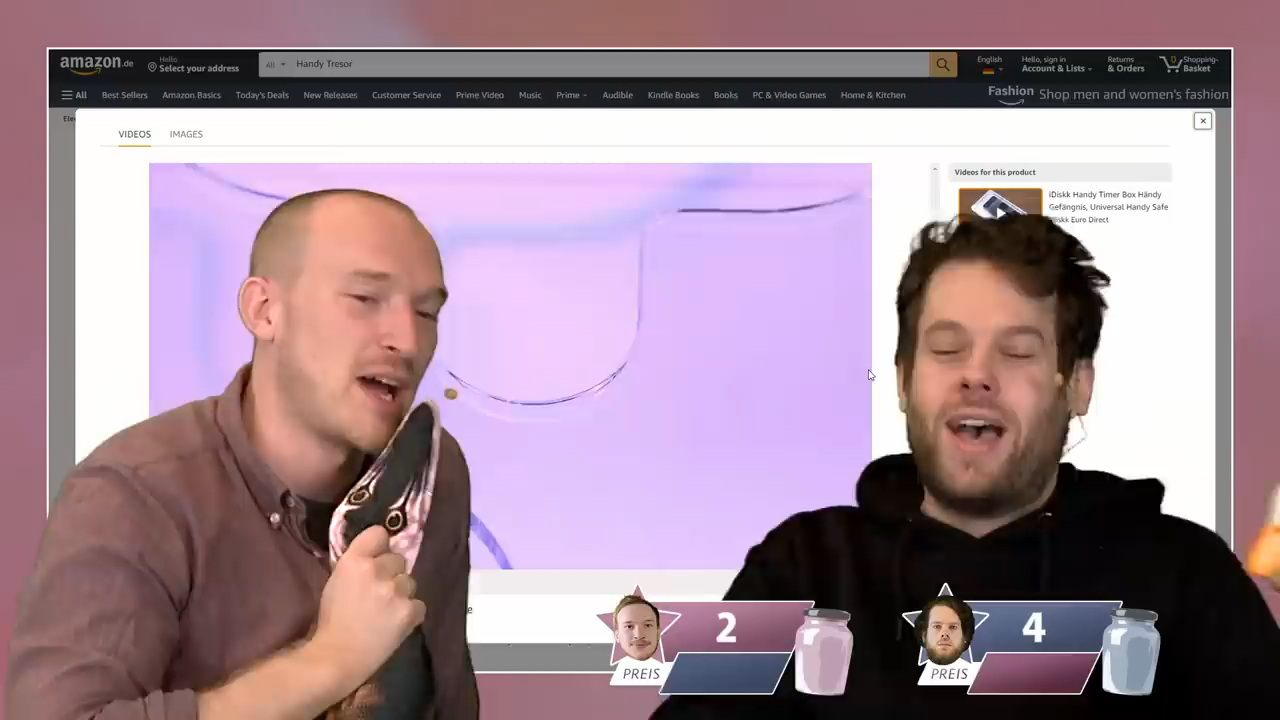 amazon.de
Hello,
Select your address
All
Handy Tresor
English
Hello, sign in
Account & Lists
Returns
& Orders
0
Shopping-
Basket
All
Best Sellers
Amazon Basics
Today's Deals
New Releases
Customer Service
Prime Video
Music
Prime
Audible
Kindle Books
Books
PC & Video Games
Home & Kitchen
Fashion Shop men and women's fashion
Ele
VIDEOS
IMAGES
Videos for this product
iDiskk Handy Timer Box Händy
Gefängnis, Universal Handy Safe
iDiskk Euro Direct
2
PREIS
4
PREIS